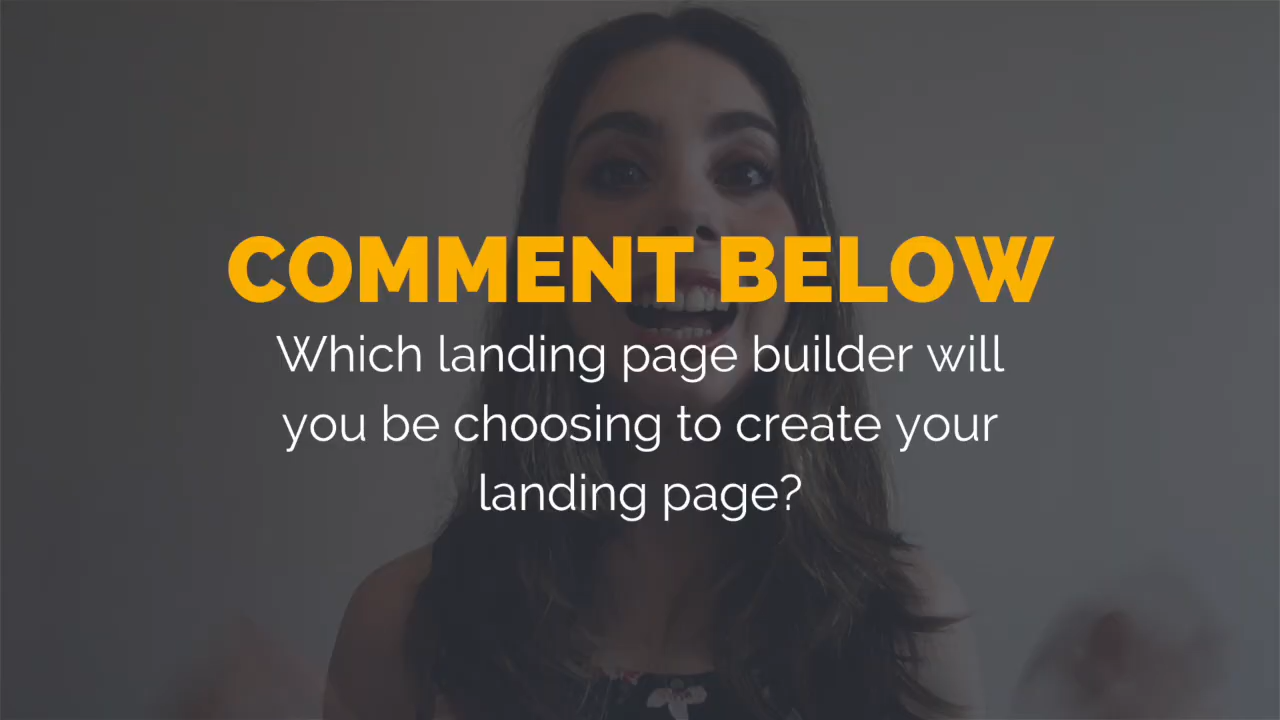 COMMENT BELOW
Which landing page builder will
you be choosing to create your
landing page?